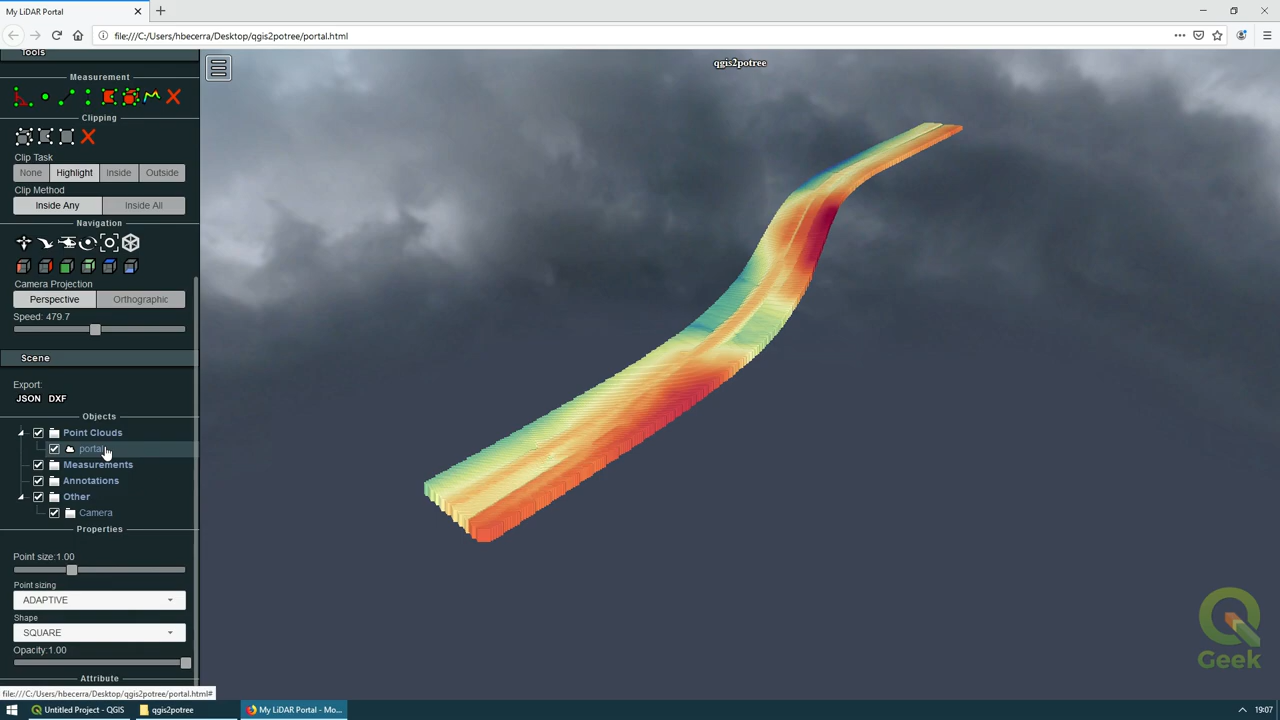 My LiDAR Portal
file:///C:/Users/hbecerra/Desktop/qgis2potree/portal.html
qgis2potree
Tools
Measurement
Clipping
Clip Task
None Highlight Inside Outside
Clip Method
Inside Any Inside All
Navigation
Camera Projection
Perspective Orthographic
Speed: 479.7
Scene
Export:
JSON DXF
Objects
Point Clouds
portal
Measurements
Annotations
Other
Camera
Properties
Point size:1.00
Point sizing
ADAPTIVE
Shape
SQUARE
Opacity:1.00
Attribute
Geek
file:///C:/Users/hbecerra/Desktop/qgis2potree/portal.html#
Untitled Project - QGIS
qgis2potree
My LiDAR Portal - Mo...
19:07